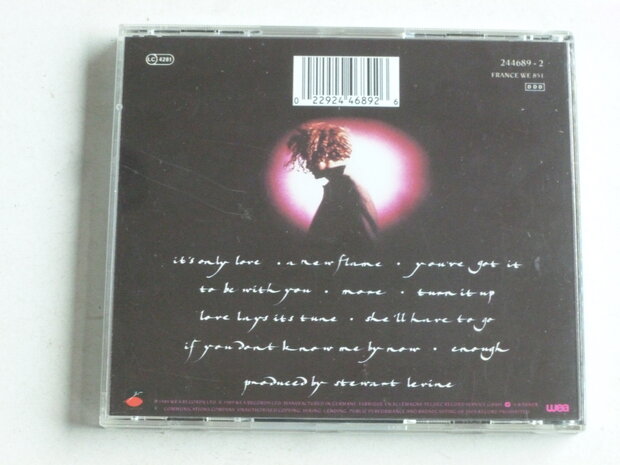 LC 4281
244689 - 2
FRANCE WE 851
DDD
0 22924 46892 6
it's only love · a new flame · you've got it
to be with you · more · turn it up
love lays its tune · she'll have to go
if you don't know me by now · enough
produced by stewart levine
wea